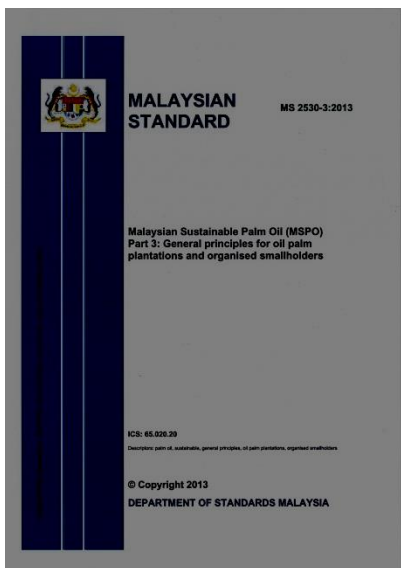 MALAYSIAN
STANDARD
MS 2530-3:2013
Malaysian Sustainable Palm Oil (MSPO)
Part 3: General principles for oil palm
plantations and organised smallholders
ICS: 65.020.20
Descriptors: palm oil, sustainable, general principles, oil palm plantations, organised smallholders
© Copyright 2013
DEPARTMENT OF STANDARDS MALAYSIA